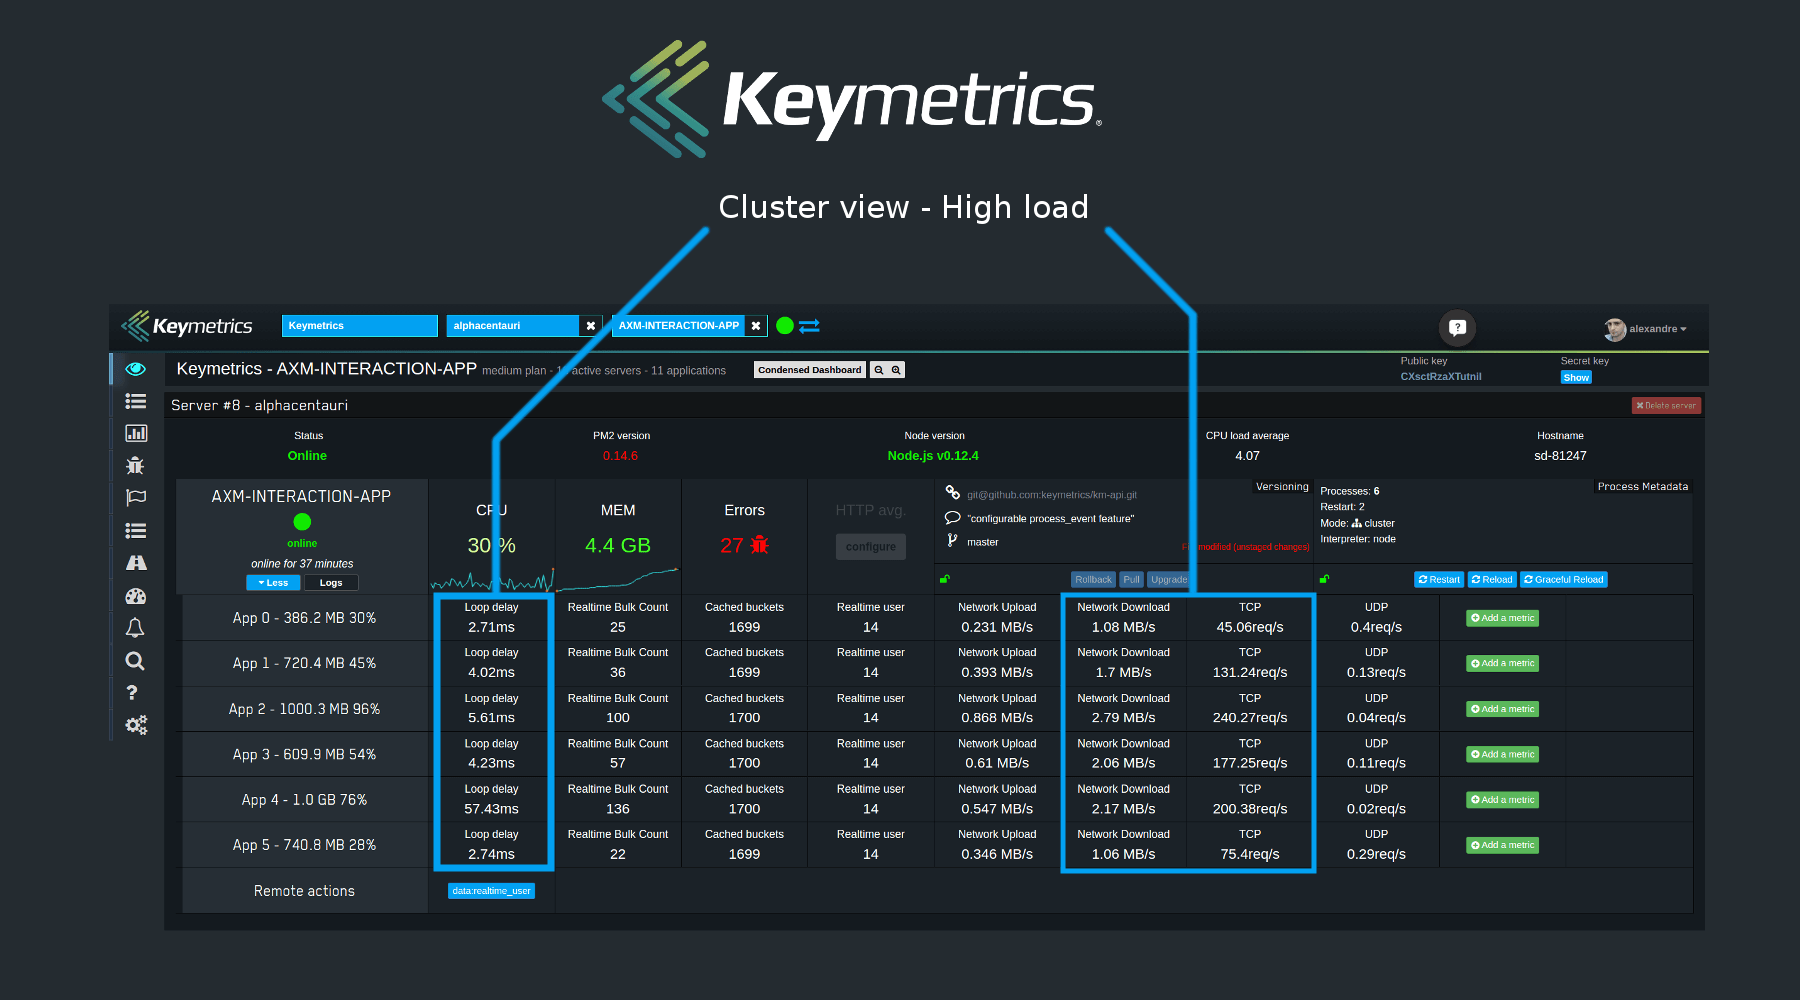 Keymetrics®
Cluster view - High load
Keymetrics
Keymetrics
alphacentauri
AXM-INTERACTION-APP
alexandre
Keymetrics - AXM-INTERACTION-APP
medium plan - active servers - 11 applications
Condensed Dashboard
Public key
CXsctRzaXTutnil
Secret key
Show
Server #8 - alphacentauri
Delete server
Status
Online
PM2 version
0.14.6
Node version
Node.js v0.12.4
CPU load average
4.07
Hostname
sd-81247
AXM-INTERACTION-APP
online
online for 37 minutes
Less
Logs
CPU
MEM
4.4 GB
Errors
27
HTTP avg.
configure
Versioning
git@github.com:keymetrics/km-api.git
"configurable process_event feature"
master
modified (unstaged changes)
Rollback
Pull
Upgrade
Process Metadata
Processes: 6
Restart: 2
Mode: cluster
Interpreter: node
Restart
Reload
Graceful Reload
App 0 - 386.2 MB 30%
Loop delay
2.71ms
Realtime Bulk Count
25
Cached buckets
1699
Realtime user
14
Network Upload
0.231 MB/s
Network Download
1.08 MB/s
TCP
45.06req/s
UDP
0.4req/s
Add a metric
App 1 - 720.4 MB 45%
Loop delay
4.02ms
Realtime Bulk Count
36
Cached buckets
1699
Realtime user
14
Network Upload
0.393 MB/s
Network Download
1.7 MB/s
TCP
131.24req/s
UDP
0.13req/s
Add a metric
App 2 - 1000.3 MB 96%
Loop delay
5.61ms
Realtime Bulk Count
100
Cached buckets
1700
Realtime user
14
Network Upload
0.868 MB/s
Network Download
2.79 MB/s
TCP
240.27req/s
UDP
0.04req/s
Add a metric
App 3 - 609.9 MB 54%
Loop delay
4.23ms
Realtime Bulk Count
57
Cached buckets
1700
Realtime user
14
Network Upload
0.61 MB/s
Network Download
2.06 MB/s
TCP
177.25req/s
UDP
0.11req/s
Add a metric
App 4 - 1.0 GB 76%
Loop delay
57.43ms
Realtime Bulk Count
136
Cached buckets
1700
Realtime user
14
Network Upload
0.547 MB/s
Network Download
2.17 MB/s
TCP
200.38req/s
UDP
0.02req/s
Add a metric
App 5 - 740.8 MB 28%
Loop delay
2.74ms
Realtime Bulk Count
22
Cached buckets
1699
Realtime user
14
Network Upload
0.346 MB/s
Network Download
1.06 MB/s
TCP
75.4req/s
UDP
0.29req/s
Add a metric
Remote actions
data:realtime_user